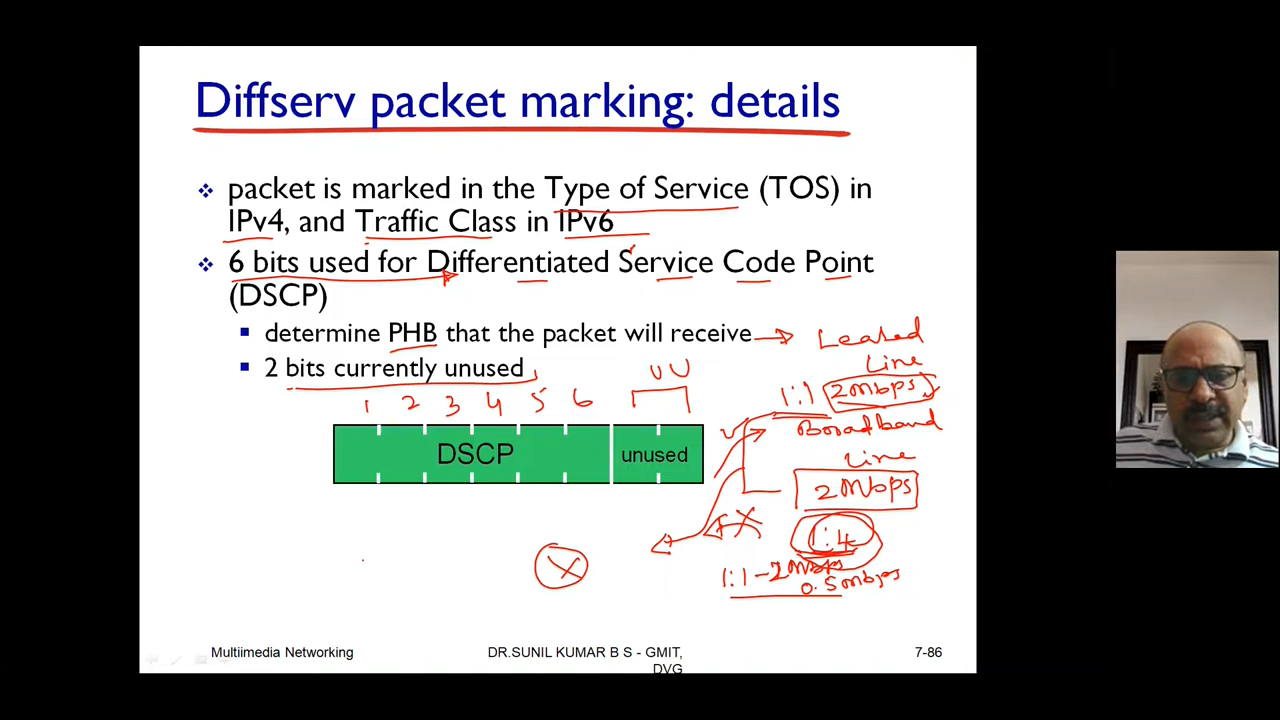 Diffserv packet marking: details
❖ packet is marked in the Type of Service (TOS) in
IPv4, and Traffic Class in IPv6
❖ 6 bits used for Differentiated Service Code Point
(DSCP)
▪ determine PHB that the packet will receive
Leased
Line
▪ 2 bits currently unused
1 2 3 4 5 6
U U
1:1 2Mbps
Broadband
Line
DSCP unused
2Mbps
1:4
1:1 - 2Mbps
0.5mbps
Multiimedia Networking
DR.SUNIL KUMAR B S - GMIT,
DVG
7-86